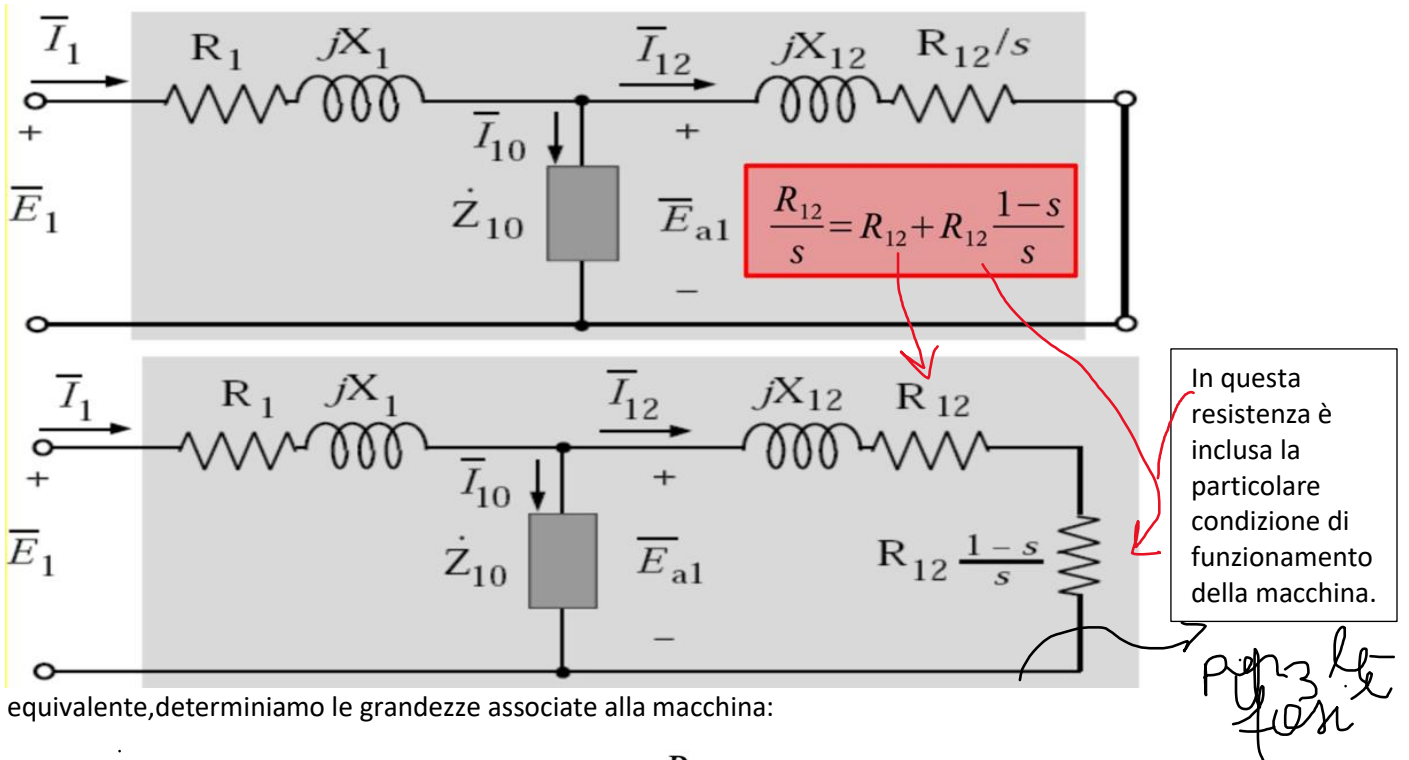 I̅₁
R₁
jX₁
I̅₁₂
jX₁₂
R₁₂/s
+
I̅₁₀
+
E̅₁
Ż₁₀
E̅ₐ₁
R₁₂/s = R₁₂ + R₁₂ (1−s)/s
−
I̅₁
R₁
jX₁
I̅₁₂
jX₁₂
R₁₂
+
I̅₁₀
+
E̅₁
Ż₁₀
E̅ₐ₁
R₁₂ (1 − s)/s
−
In questa
resistenza è
inclusa la
particolare
condizione di
funzionamento
della macchina.
equivalente,determiniamo le grandezze associate alla macchina: